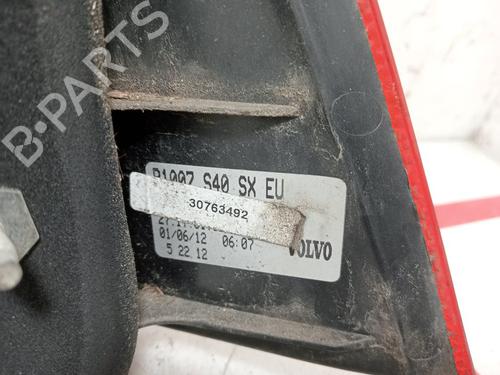 B-PARTS
P1007 S40 SX EU
30763492
01/06/12 06:07
5 22 12 VOLVO